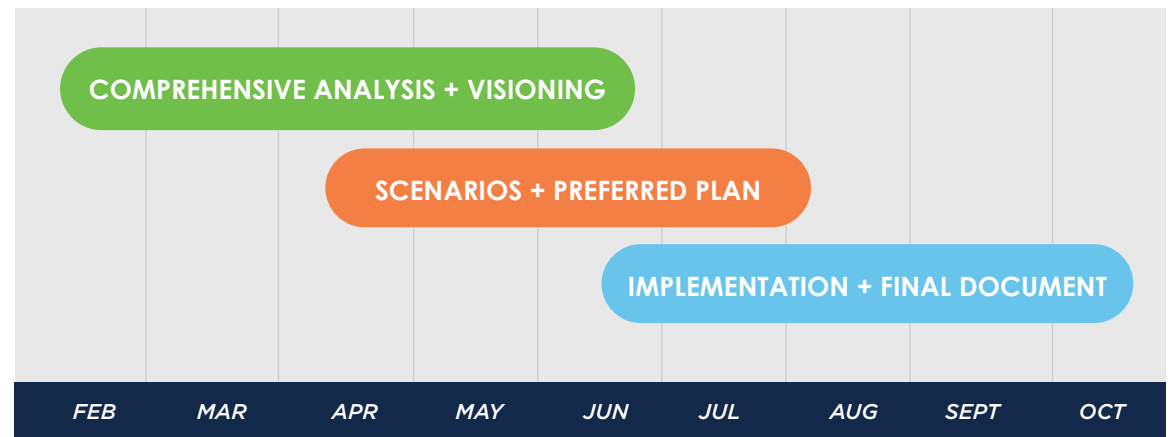 COMPREHENSIVE ANALYSIS + VISIONING
SCENARIOS + PREFERRED PLAN
IMPLEMENTATION + FINAL DOCUMENT
FEB MAR APR MAY JUN JUL AUG SEPT OCT